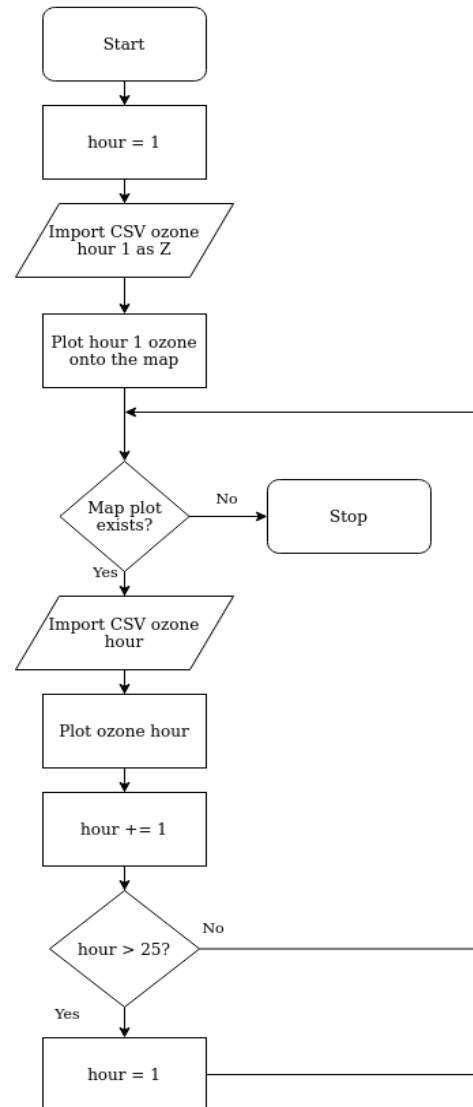 Start
hour = 1
Import CSV ozone
hour 1 as Z
Plot hour 1 ozone
onto the map
Map plot
exists?
No
Stop
Yes
Import CSV ozone
hour
Plot ozone hour
hour += 1
hour > 25?
No
Yes
hour = 1